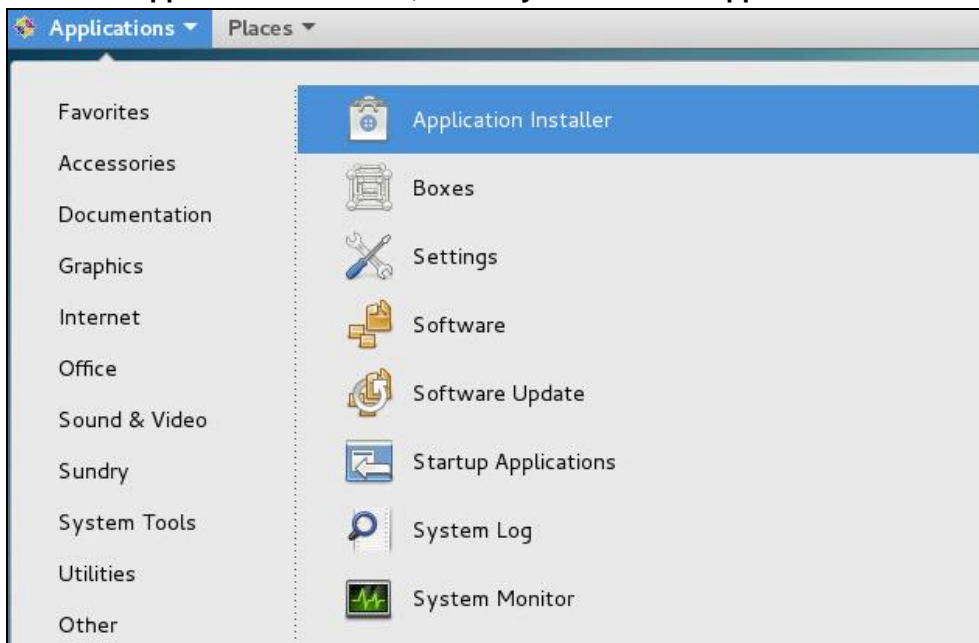 Applications Places
Favorites
Accessories
Documentation
Graphics
Internet
Office
Sound & Video
Sundry
System Tools
Utilities
Other
Application Installer
Boxes
Settings
Software
Software Update
Startup Applications
System Log
System Monitor